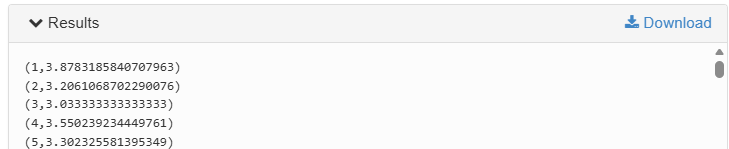 Results
Download
(1,3.8783185840707963)
(2,3.2061068702290076)
(3,3.033333333333333)
(4,3.550239234449761)
(5,3.302325581395349)